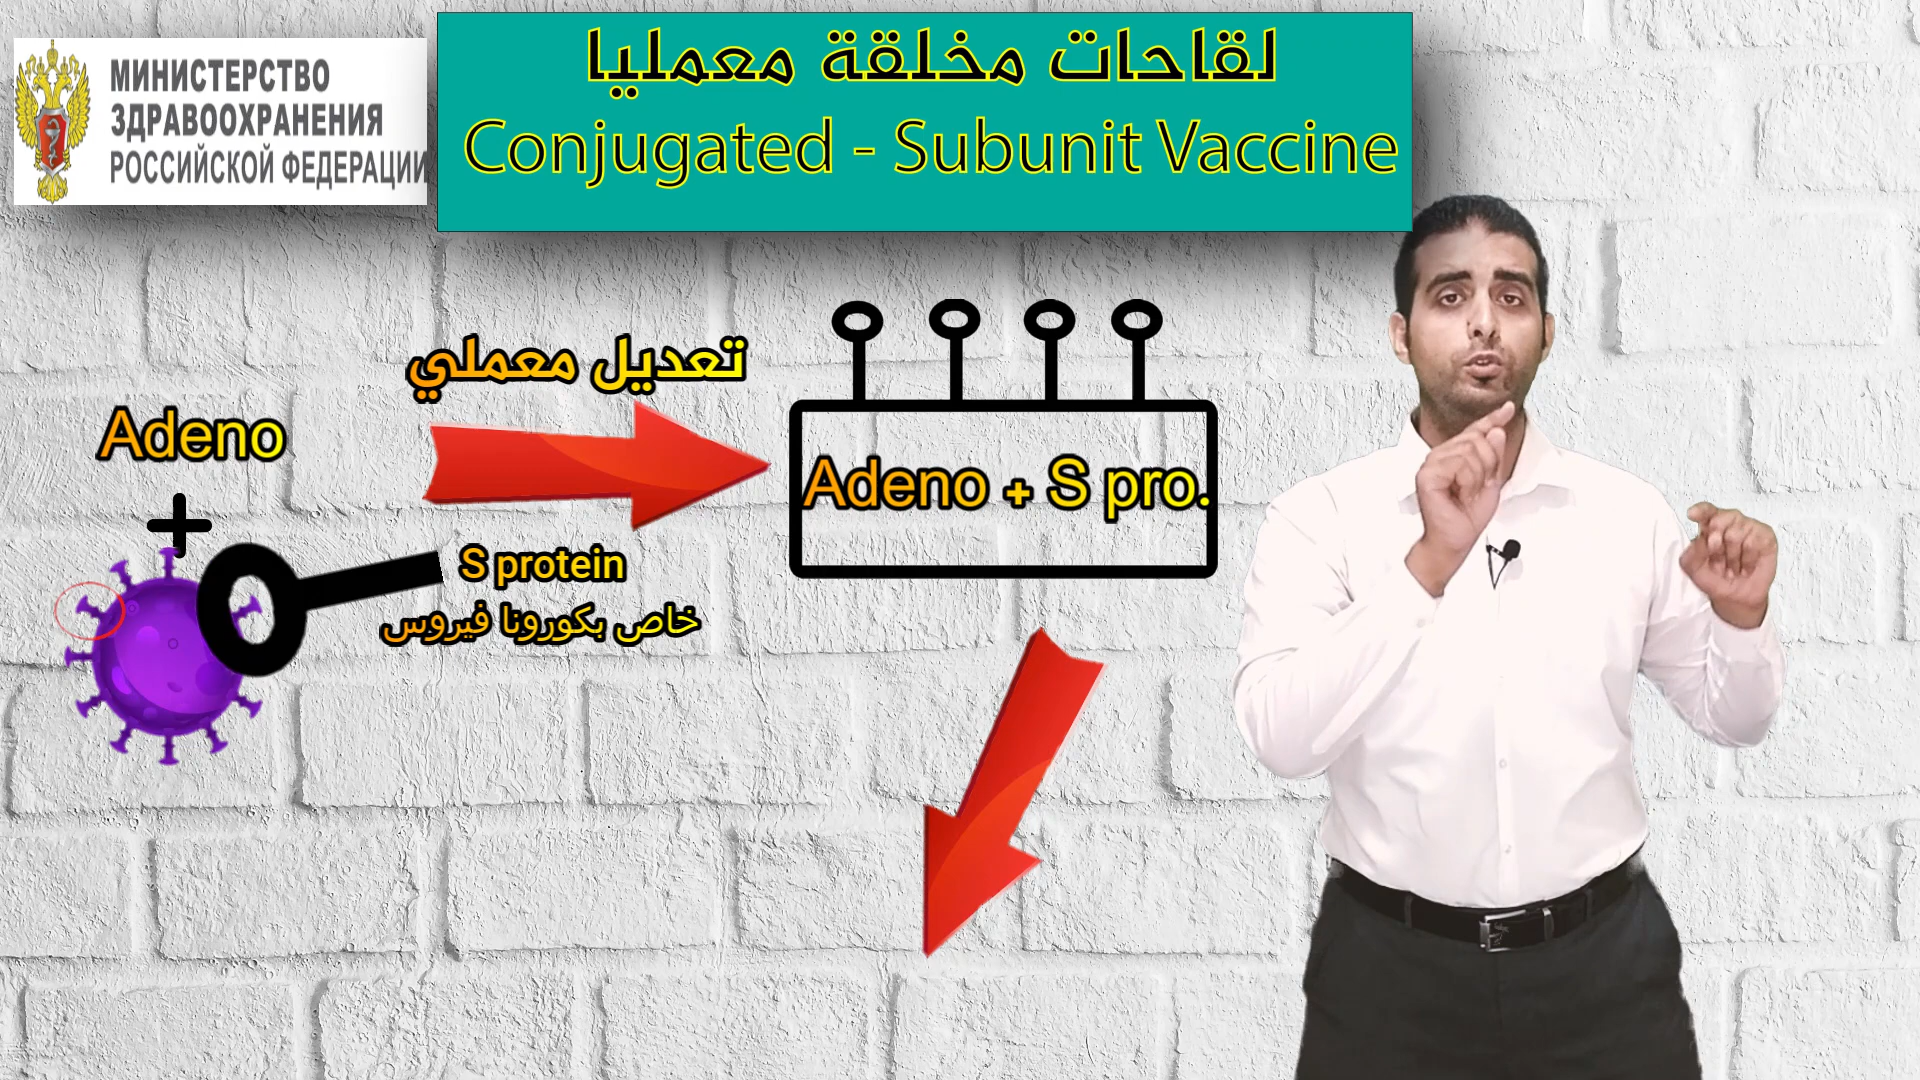 МИНИСТЕРСТВО
ЗДРАВООХРАНЕНИЯ
РОССИЙСКОЙ ФЕДЕРАЦИИ
لقاحات مخلقة معمليا
Conjugated - Subunit Vaccine
تعديل معملي
Adeno
+
Adeno + S pro.
S protein
خاص بكورونا فيروس